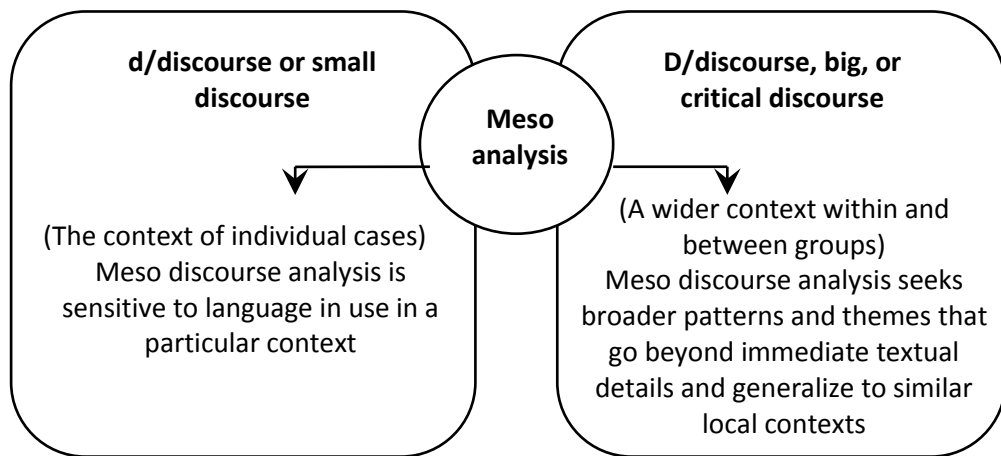 d/discourse or small
discourse
(The context of individual cases)
Meso discourse analysis is
sensitive to language in use in a
particular context
Meso
analysis
D/discourse, big, or
critical discourse
(A wider context within and
between groups)
Meso discourse analysis seeks
broader patterns and themes that
go beyond immediate textual
details and generalize to similar
local contexts